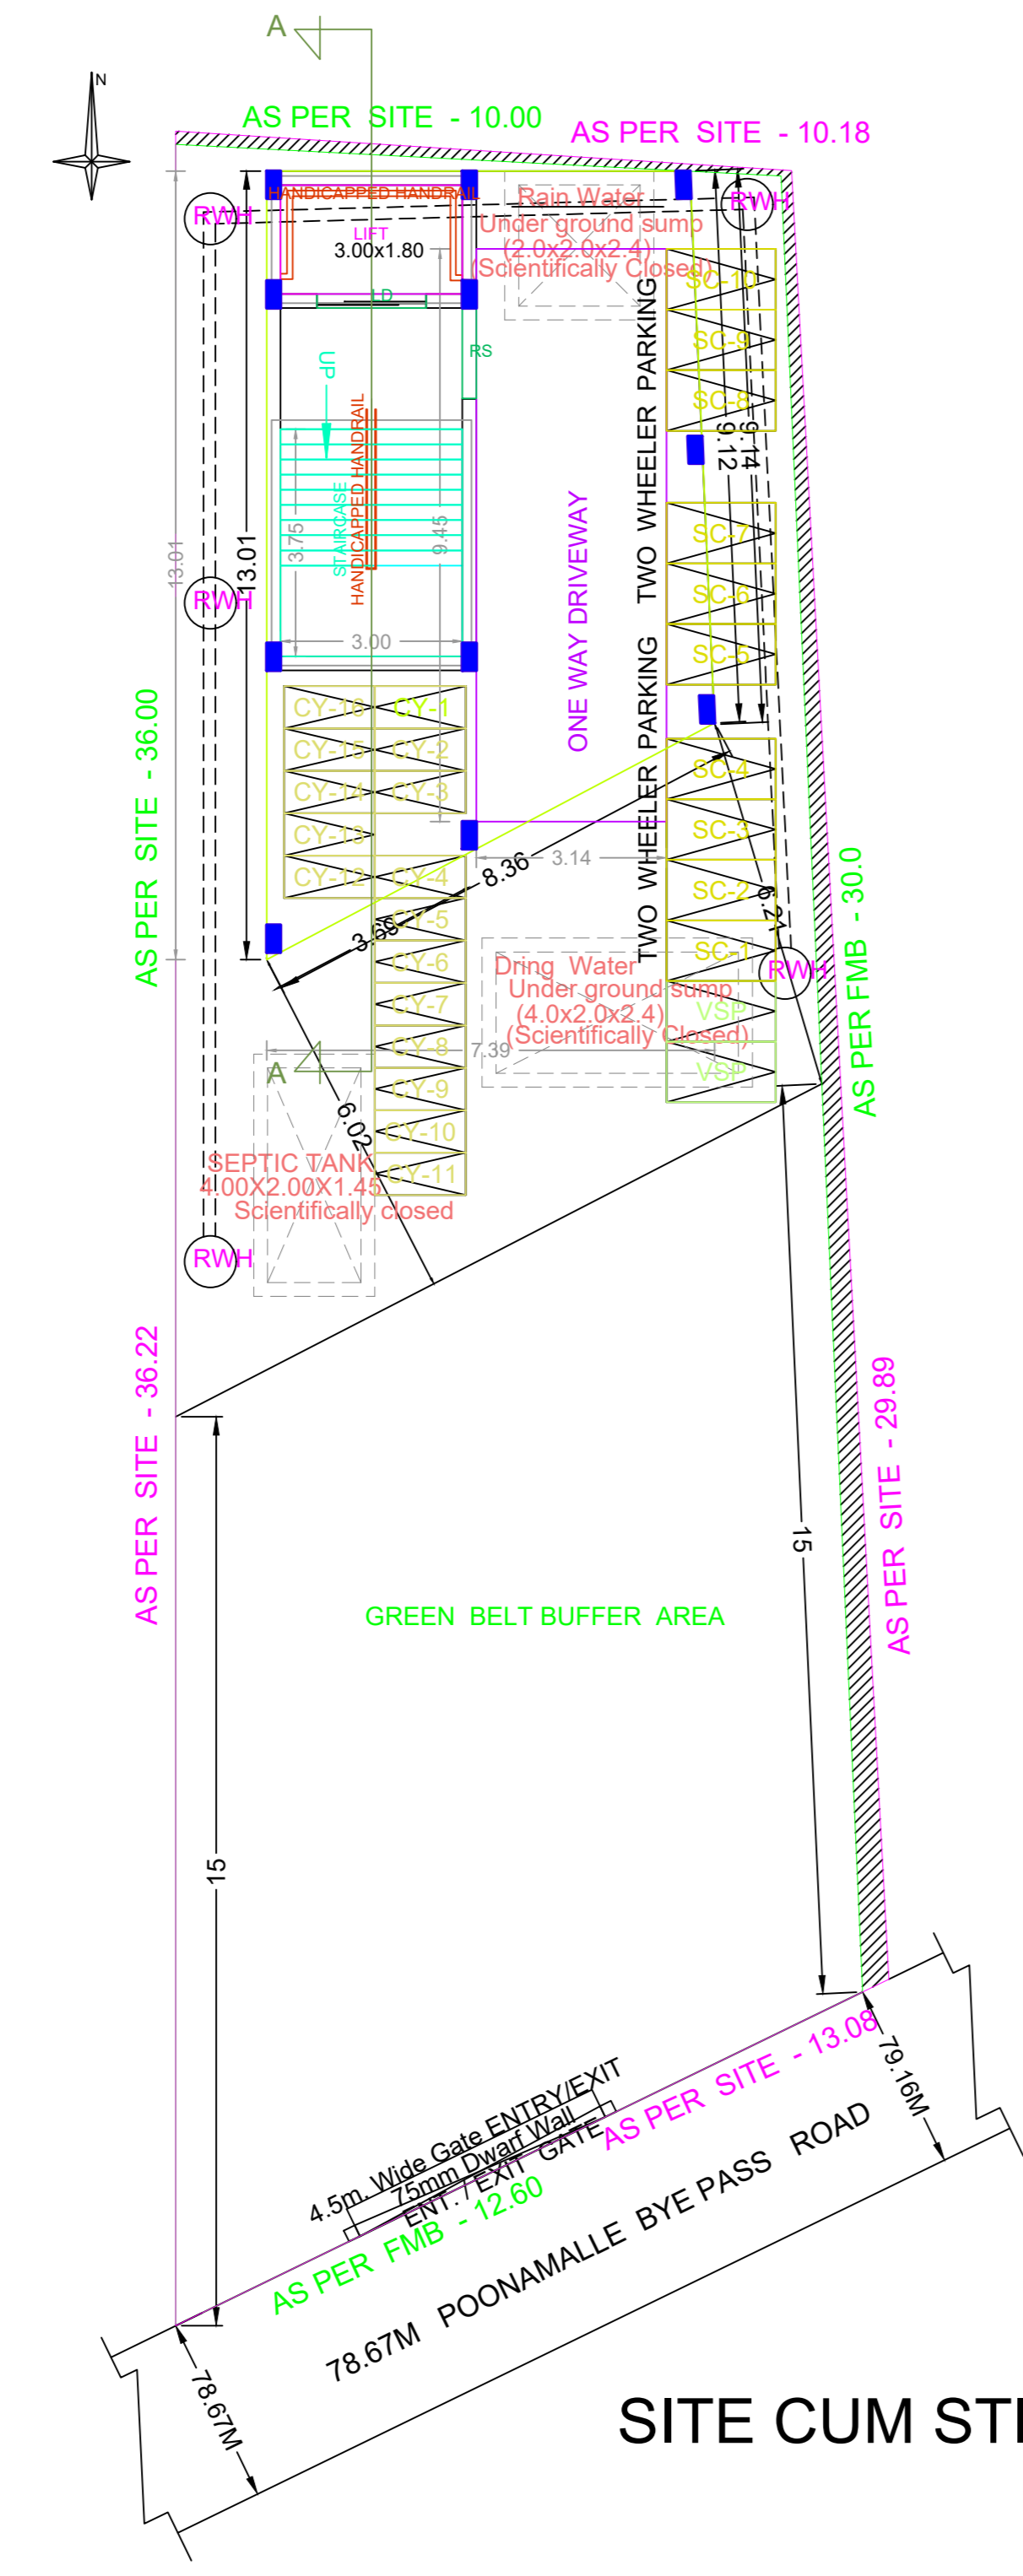 A
N
AS PER SITE - 10.00
AS PER SITE - 10.18
HANDICAPPED HANDRAIL
RWH
LIFT
3.00x1.80
LD
Rain Water
Under ground sump
(2.0x2.0x2.4)
(Scientifically Closed)
RWH
SC-10
SC-9
SC-8
RS
UP
9.12
9.14
STAIRCASE
HANDICAPPED HANDRAIL
3.75
9.45
3.00
13.01
13.01
RWH
ONE WAY DRIVEWAY
TWO WHEELER PARKING
TWO WHEELER PARKING
TWO WHEELER PARKING
SC-7
SC-6
SC-5
CY-16
CY-1
CY-15
CY-2
CY-14
CY-3
CY-13
CY-12
CY-4
CY-5
CY-6
CY-7
CY-8
CY-9
CY-10
CY-11
SC-4
SC-3
SC-2
SC-1
VSP
VSP
3.14
8.36
3.69
6.21
RWH
AS PER SITE - 36.00
AS PER FMB - 30.0
Dring Water
Under ground sump
(4.0x2.0x2.4)
(Scientifically Closed)
7.39
A
6.02
SEPTIC TANK
4.00X2.00X1.45
Scientifically closed
RWH
AS PER SITE - 36.22
AS PER SITE - 29.89
15
15
GREEN BELT BUFFER AREA
4.5m. Wide Gate ENTRY/EXIT
75mm Dwarf Wall
ENT. / EXIT GATE
AS PER SITE - 13.08
AS PER FMB - 12.60
79.16M
78.67M POONAMALLE BYE PASS ROAD
78.67M
SITE CUM STI